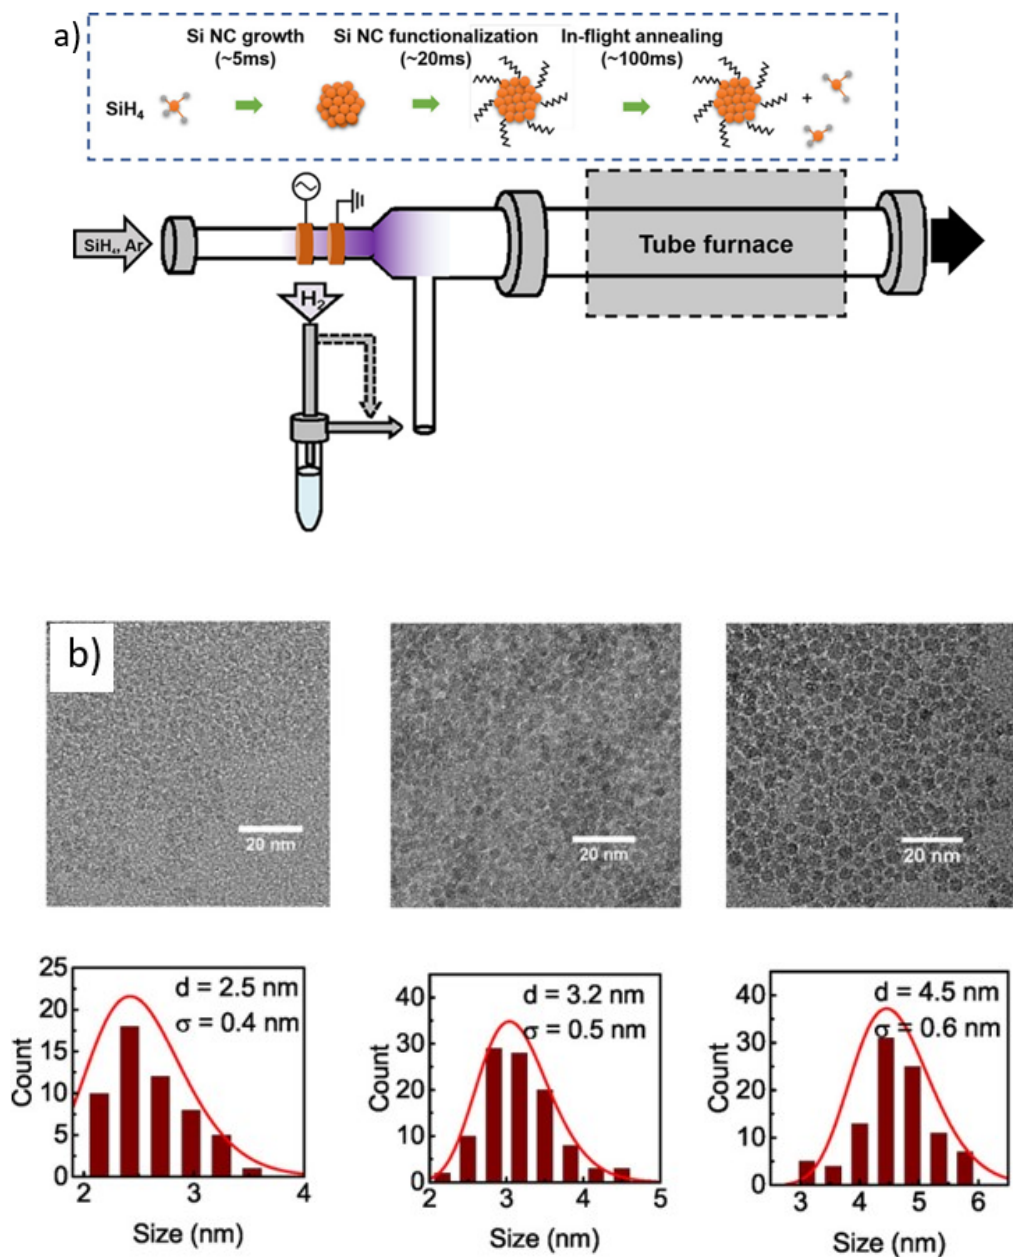 a)
Si NC growth
(~5ms)
Si NC functionalization
(~20ms)
In-flight annealing
(~100ms)
SiH₄
+
SiH₄, Ar
Tube furnace
H₂
b)
20 nm
20 nm
20 nm
d = 2.5 nm
σ = 0.4 nm
Count
25
20
15
10
5
0
2
3
4
Size (nm)
d = 3.2 nm
σ = 0.5 nm
Count
40
30
20
10
0
2
3
4
5
Size (nm)
d = 4.5 nm
σ = 0.6 nm
Count
40
30
20
10
0
3
4
5
6
Size (nm)